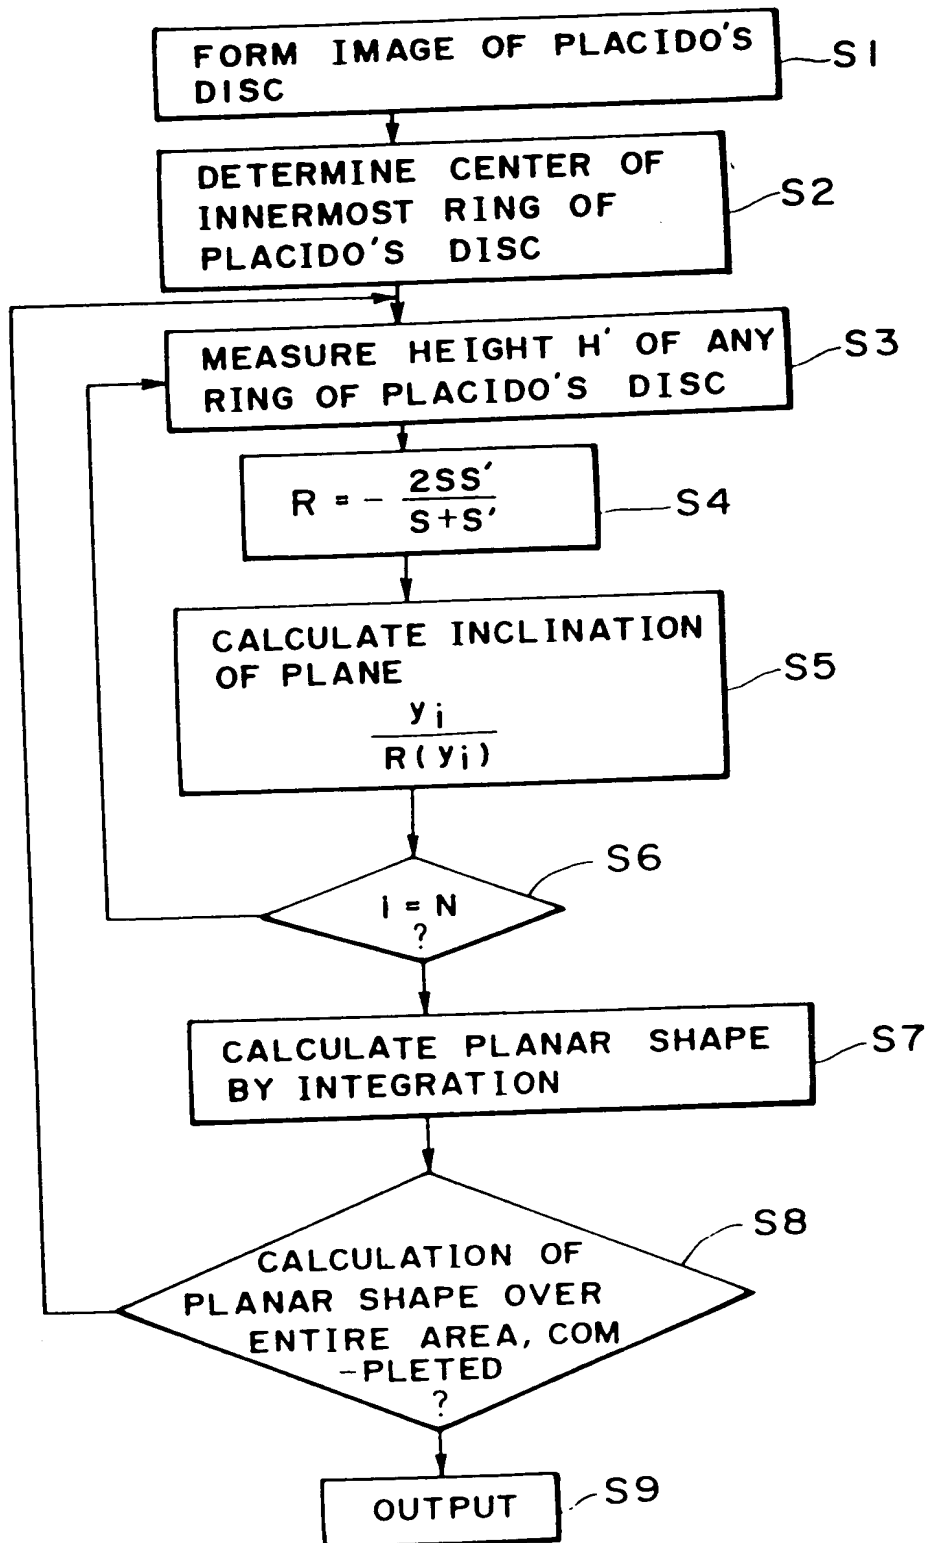 FORM IMAGE OF PLACIDO'S
DISC
S1
DETERMINE CENTER OF
INNERMOST RING OF
PLACIDO'S DISC
S2
MEASURE HEIGHT H' OF ANY
RING OF PLACIDO'S DISC
S3
R = - 2SS' / S+S'
S4
CALCULATE INCLINATION
OF PLANE
yi / R(yi)
S5
i = N
?
S6
CALCULATE PLANAR SHAPE
BY INTEGRATION
S7
CALCULATION OF
PLANAR SHAPE OVER
ENTIRE AREA, COM
-PLETED
?
S8
OUTPUT
S9